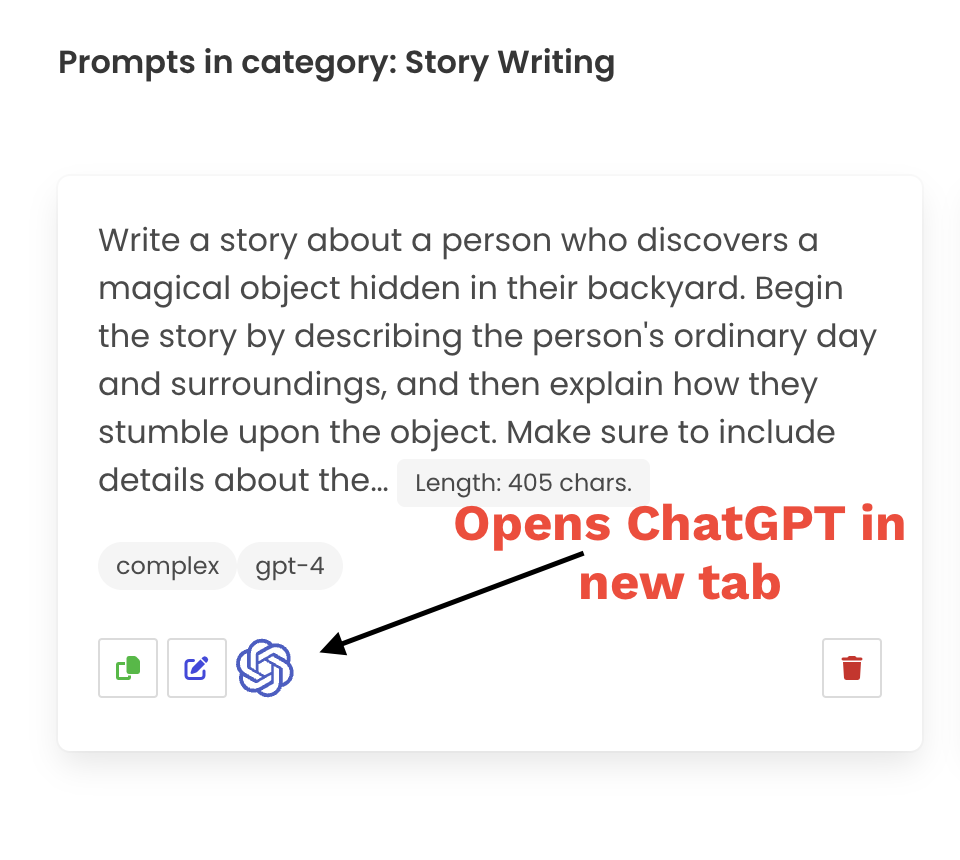 Prompts in category: Story Writing
Write a story about a person who discovers a
magical object hidden in their backyard. Begin
the story by describing the person's ordinary day
and surroundings, and then explain how they
stumble upon the object. Make sure to include
details about the... Length: 405 chars.
Opens ChatGPT in
new tab
complex gpt-4